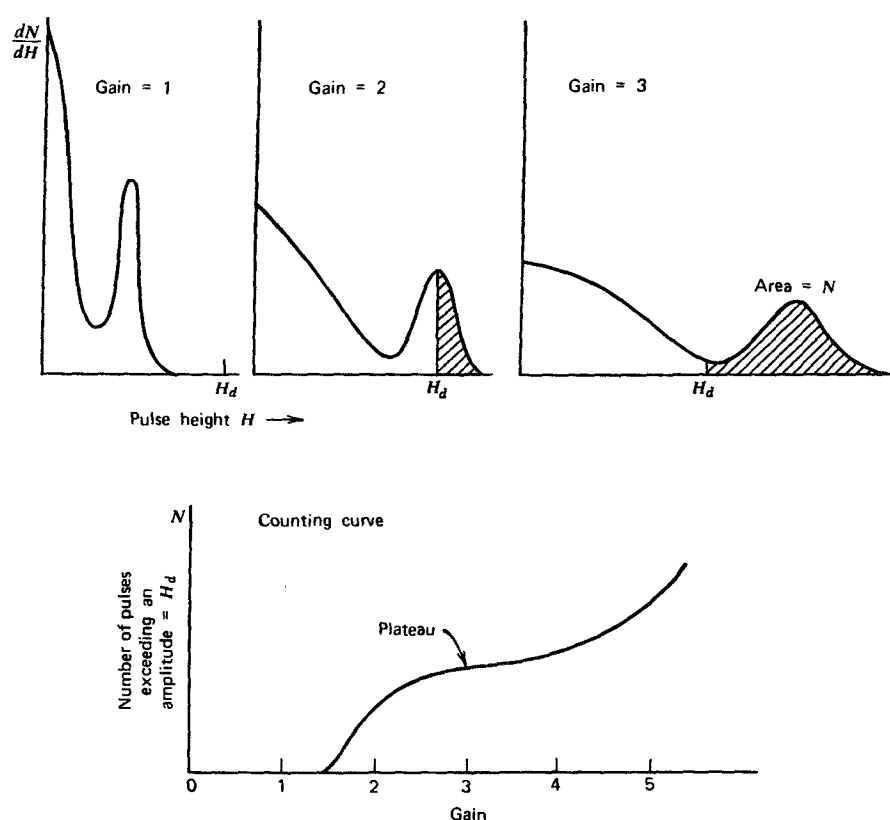 dN
dH
Gain = 1
Gain = 2
Gain = 3
Area = N
H_d
H_d
H_d
Pulse height H →
N
Counting curve
Number of pulses
exceeding an
amplitude = H_d
Plateau
0 1 2 3 4 5
Gain